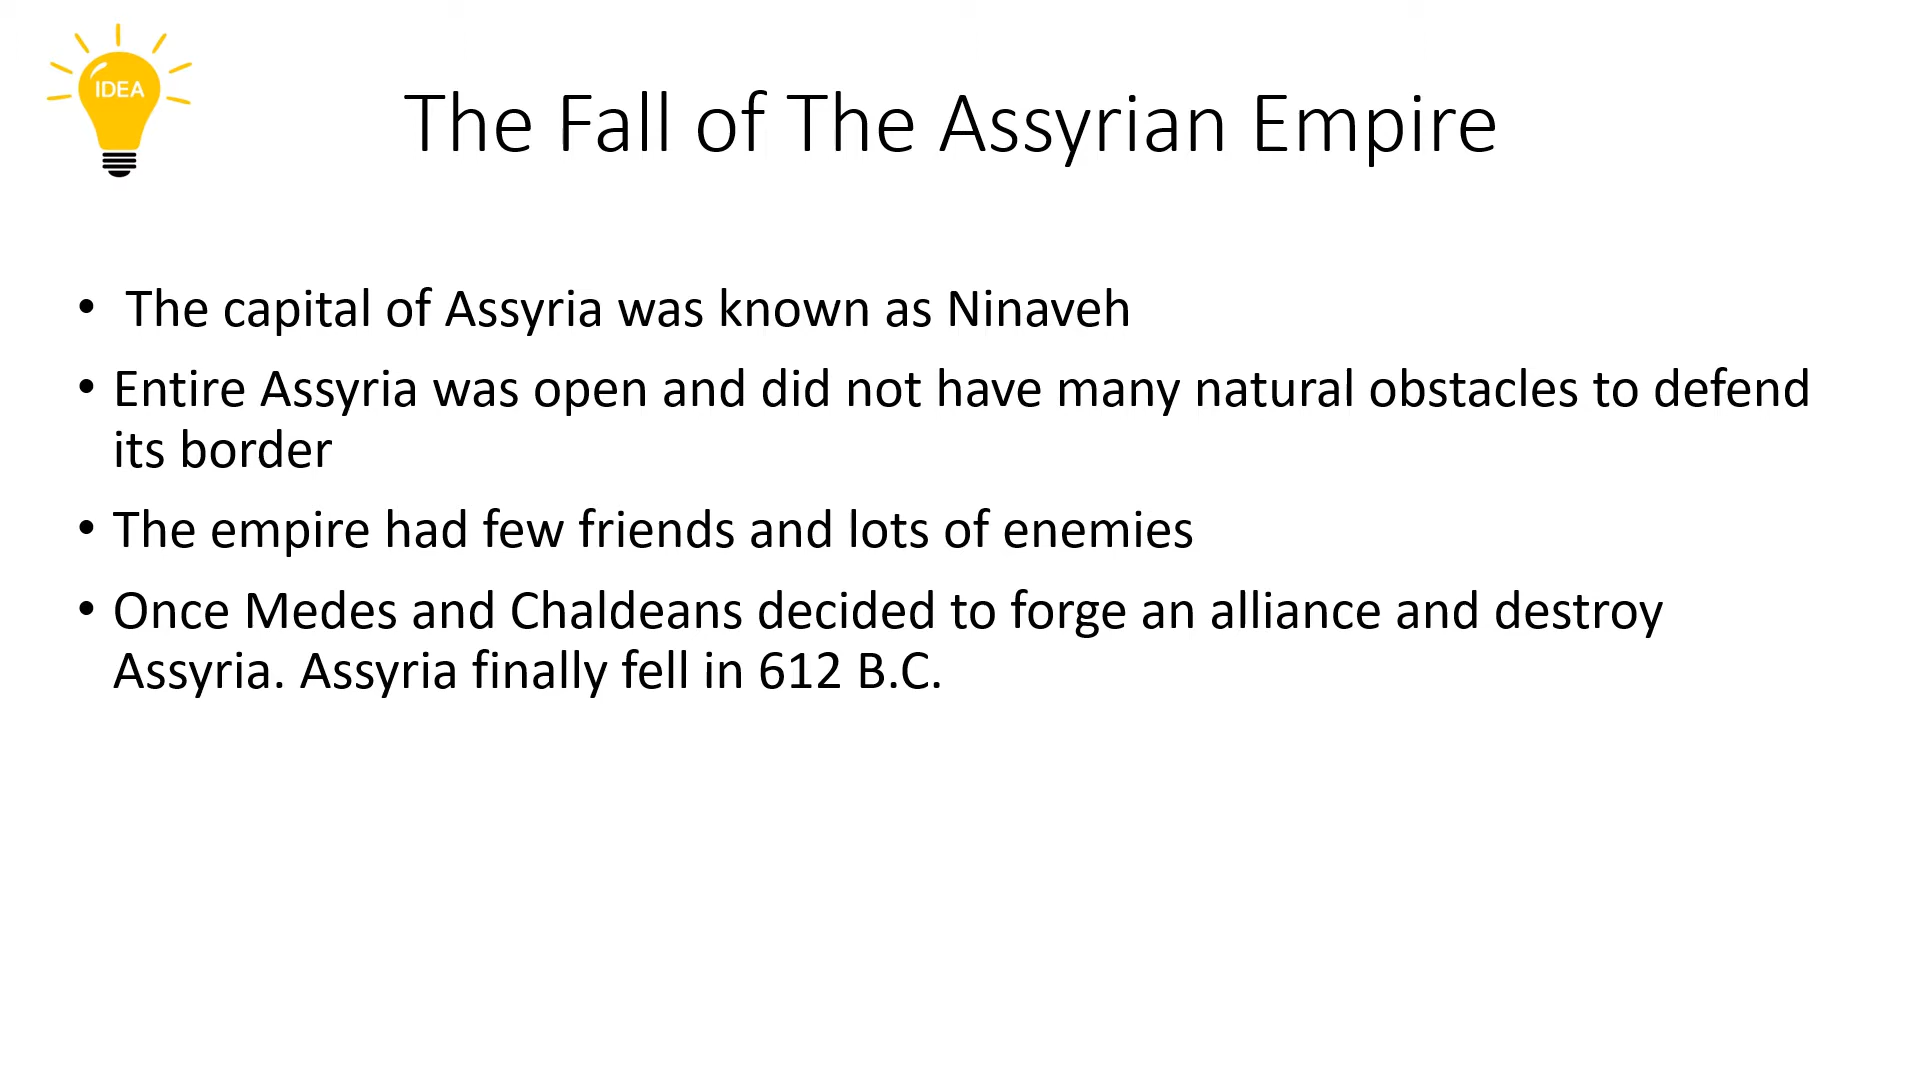 IDEA
The Fall of The Assyrian Empire
• The capital of Assyria was known as Ninaveh
• Entire Assyria was open and did not have many natural obstacles to defend
its border
• The empire had few friends and lots of enemies
• Once Medes and Chaldeans decided to forge an alliance and destroy
Assyria. Assyria finally fell in 612 B.C.